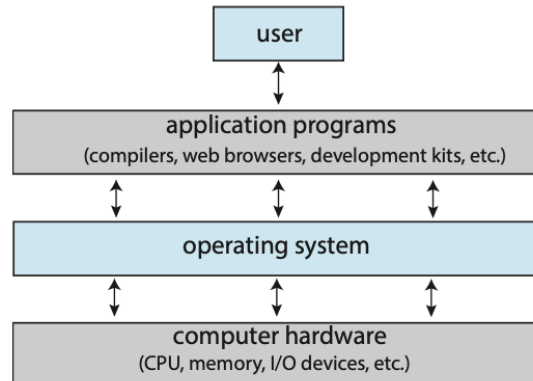 user
application programs
(compilers, web browsers, development kits, etc.)
operating system
computer hardware
(CPU, memory, I/O devices, etc.)